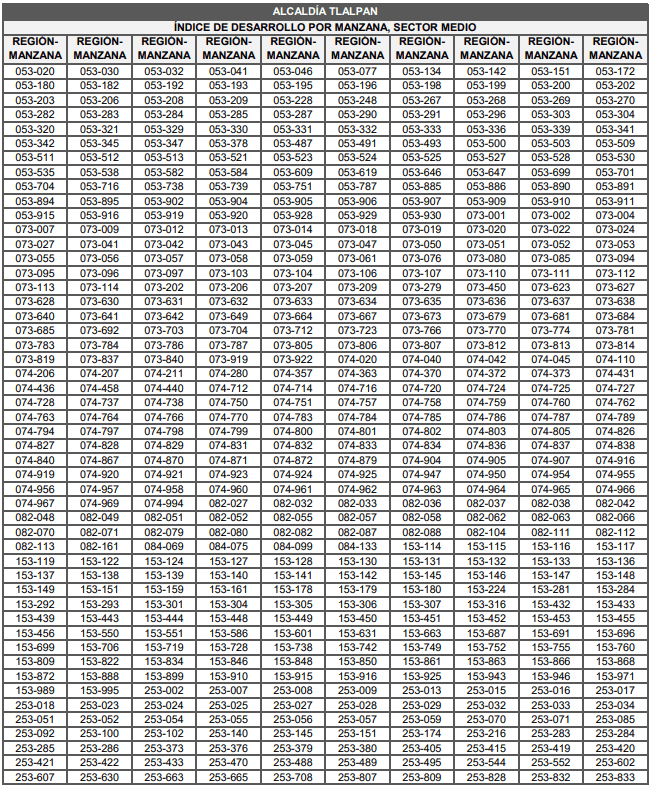 ALCALDÍA TLALPAN
ÍNDICE DE DESARROLLO POR MANZANA, SECTOR MEDIO
REGIÓN- REGIÓN- REGIÓN- REGIÓN- REGIÓN- REGIÓN- REGIÓN- REGIÓN- REGIÓN- REGIÓN-
MANZANA MANZANA MANZANA MANZANA MANZANA MANZANA MANZANA MANZANA MANZANA MANZANA
053-020 053-030 053-032 053-041 053-046 053-077 053-134 053-142 053-151 053-172
053-180 053-182 053-192 053-193 053-195 053-196 053-198 053-199 053-200 053-202
053-203 053-206 053-208 053-209 053-228 053-248 053-267 053-268 053-269 053-270
053-282 053-283 053-284 053-285 053-287 053-290 053-291 053-296 053-303 053-304
053-320 053-321 053-329 053-330 053-331 053-332 053-333 053-336 053-339 053-341
053-342 053-345 053-347 053-378 053-487 053-491 053-493 053-500 053-503 053-509
053-511 053-512 053-513 053-521 053-523 053-524 053-525 053-527 053-528 053-530
053-535 053-538 053-582 053-584 053-609 053-619 053-646 053-647 053-699 053-701
053-704 053-716 053-738 053-739 053-751 053-787 053-885 053-886 053-890 053-891
053-894 053-895 053-902 053-904 053-905 053-906 053-907 053-909 053-910 053-911
053-915 053-916 053-919 053-920 053-928 053-929 053-930 073-001 073-002 073-004
073-007 073-009 073-012 073-013 073-014 073-018 073-019 073-020 073-022 073-024
073-027 073-041 073-042 073-043 073-045 073-047 073-050 073-051 073-052 073-053
073-055 073-056 073-057 073-058 073-059 073-061 073-076 073-080 073-085 073-094
073-095 073-096 073-097 073-103 073-104 073-106 073-107 073-110 073-111 073-112
073-113 073-114 073-202 073-206 073-207 073-209 073-279 073-450 073-623 073-627
073-628 073-630 073-631 073-632 073-633 073-634 073-635 073-636 073-637 073-638
073-640 073-641 073-642 073-649 073-664 073-667 073-673 073-679 073-681 073-684
073-685 073-692 073-703 073-704 073-712 073-723 073-766 073-770 073-774 073-781
073-783 073-784 073-786 073-787 073-805 073-806 073-807 073-812 073-813 073-814
073-819 073-837 073-840 073-919 073-922 074-020 074-040 074-042 074-045 074-110
074-206 074-207 074-211 074-280 074-357 074-363 074-370 074-372 074-373 074-431
074-436 074-458 074-440 074-712 074-714 074-716 074-720 074-724 074-725 074-727
074-728 074-737 074-738 074-750 074-751 074-757 074-758 074-759 074-760 074-762
074-763 074-764 074-766 074-770 074-783 074-784 074-785 074-786 074-787 074-789
074-794 074-797 074-798 074-799 074-800 074-801 074-802 074-803 074-805 074-826
074-827 074-828 074-829 074-831 074-832 074-833 074-834 074-836 074-837 074-838
074-840 074-867 074-870 074-871 074-872 074-879 074-904 074-905 074-907 074-916
074-919 074-920 074-921 074-923 074-924 074-925 074-947 074-950 074-954 074-955
074-956 074-957 074-958 074-960 074-961 074-962 074-963 074-964 074-965 074-966
074-967 074-969 074-994 082-027 082-032 082-033 082-036 082-037 082-038 082-042
082-048 082-049 082-051 082-052 082-055 082-057 082-058 082-062 082-063 082-066
082-070 082-071 082-079 082-080 082-082 082-087 082-088 082-104 082-111 082-112
082-113 082-161 084-069 084-075 084-099 084-133 153-114 153-115 153-116 153-117
153-119 153-122 153-124 153-127 153-128 153-130 153-131 153-132 153-133 153-136
153-137 153-138 153-139 153-140 153-141 153-142 153-145 153-146 153-147 153-148
153-149 153-151 153-159 153-161 153-178 153-179 153-180 153-224 153-281 153-284
153-292 153-293 153-301 153-304 153-305 153-306 153-307 153-316 153-432 153-433
153-439 153-443 153-444 153-448 153-449 153-450 153-451 153-452 153-453 153-455
153-456 153-550 153-551 153-586 153-601 153-631 153-663 153-687 153-691 153-696
153-699 153-706 153-719 153-728 153-738 153-742 153-749 153-752 153-755 153-760
153-809 153-822 153-834 153-846 153-848 153-850 153-861 153-863 153-866 153-868
153-872 153-888 153-899 153-910 153-915 153-916 153-925 153-943 153-946 153-971
153-989 153-995 253-002 253-007 253-008 253-009 253-013 253-015 253-016 253-017
253-018 253-023 253-024 253-025 253-027 253-028 253-029 253-032 253-033 253-034
253-051 253-052 253-054 253-055 253-056 253-057 253-059 253-070 253-071 253-085
253-092 253-100 253-102 253-140 253-145 253-151 253-174 253-216 253-283 253-284
253-285 253-286 253-373 253-376 253-379 253-380 253-405 253-415 253-419 253-420
253-421 253-422 253-433 253-470 253-488 253-489 253-495 253-544 253-552 253-602
253-607 253-630 253-663 253-665 253-708 253-807 253-809 253-828 253-832 253-833